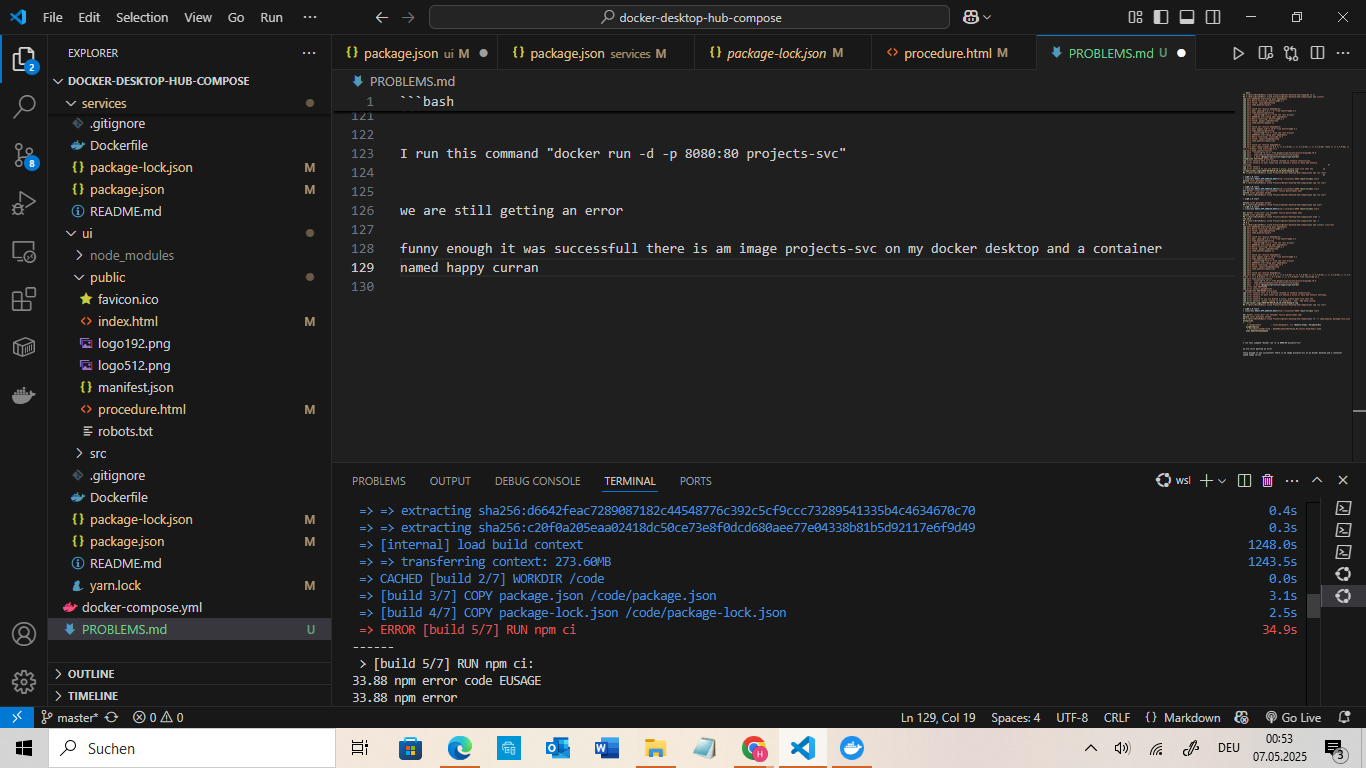 File Edit Selection View Go Run ···
docker-desktop-hub-compose
EXPLORER ···
package.json ui M
package.json services M
package-lock.json M
procedure.html M
PROBLEMS.md U
DOCKER-DESKTOP-HUB-COMPOSE
services
.gitignore
Dockerfile
package-lock.json M
package.json M
README.md
ui
node_modules
public
favicon.ico
index.html M
logo192.png
logo512.png
manifest.json
procedure.html M
robots.txt
src
.gitignore
Dockerfile
package-lock.json M
package.json M
README.md
yarn.lock M
docker-compose.yml
PROBLEMS.md U
OUTLINE
TIMELINE
2
8
PROBLEMS.md
1 ```bash
121
122
123 I run this command "docker run -d -p 8080:80 projects-svc"
124
125
126 we are still getting an error
127
128 funny enough it was successfull there is am image projects-svc on my docker desktop and a container
129 named happy curran
130
PROBLEMS OUTPUT DEBUG CONSOLE TERMINAL PORTS
wsl
=> => extracting sha256:d6642feac7289087182c44548776c392c5cf9ccc73289541335b4c4634670c70 0.4s
=> => extracting sha256:c20f0a205eaa02418dc50ce73e8f0dcd680aee77e04338b81b5d92117e6f9d49 0.3s
=> [internal] load build context 1248.0s
=> => transferring context: 273.60MB 1243.5s
=> CACHED [build 2/7] WORKDIR /code 0.0s
=> [build 3/7] COPY package.json /code/package.json 3.1s
=> [build 4/7] COPY package-lock.json /code/package-lock.json 2.5s
=> ERROR [build 5/7] RUN npm ci 34.9s
------
> [build 5/7] RUN npm ci:
33.88 npm error code EUSAGE
33.88 npm error
master* 0 0 Ln 129, Col 19 Spaces: 4 UTF-8 CRLF {} Markdown Go Live
Suchen
DEU
00:53
07.05.2025
3